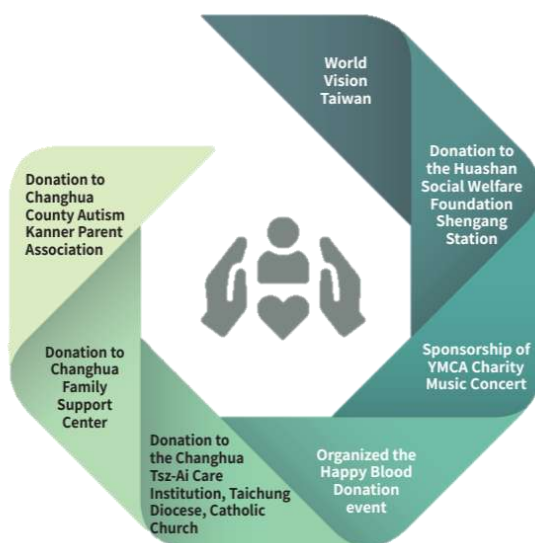 World
Vision
Taiwan
Donation to
the Huashan
Social Welfare
Foundation
Shengang
Station
Sponsorship of
YMCA Charity
Music Concert
Organized the
Happy Blood
Donation
event
Donation to
the Changhua
Tsz-Ai Care
Institution, Taichung
Diocese, Catholic
Church
Donation to
Changhua
Family
Support
Center
Donation to
Changhua
County Autism
Kanner Parent
Association